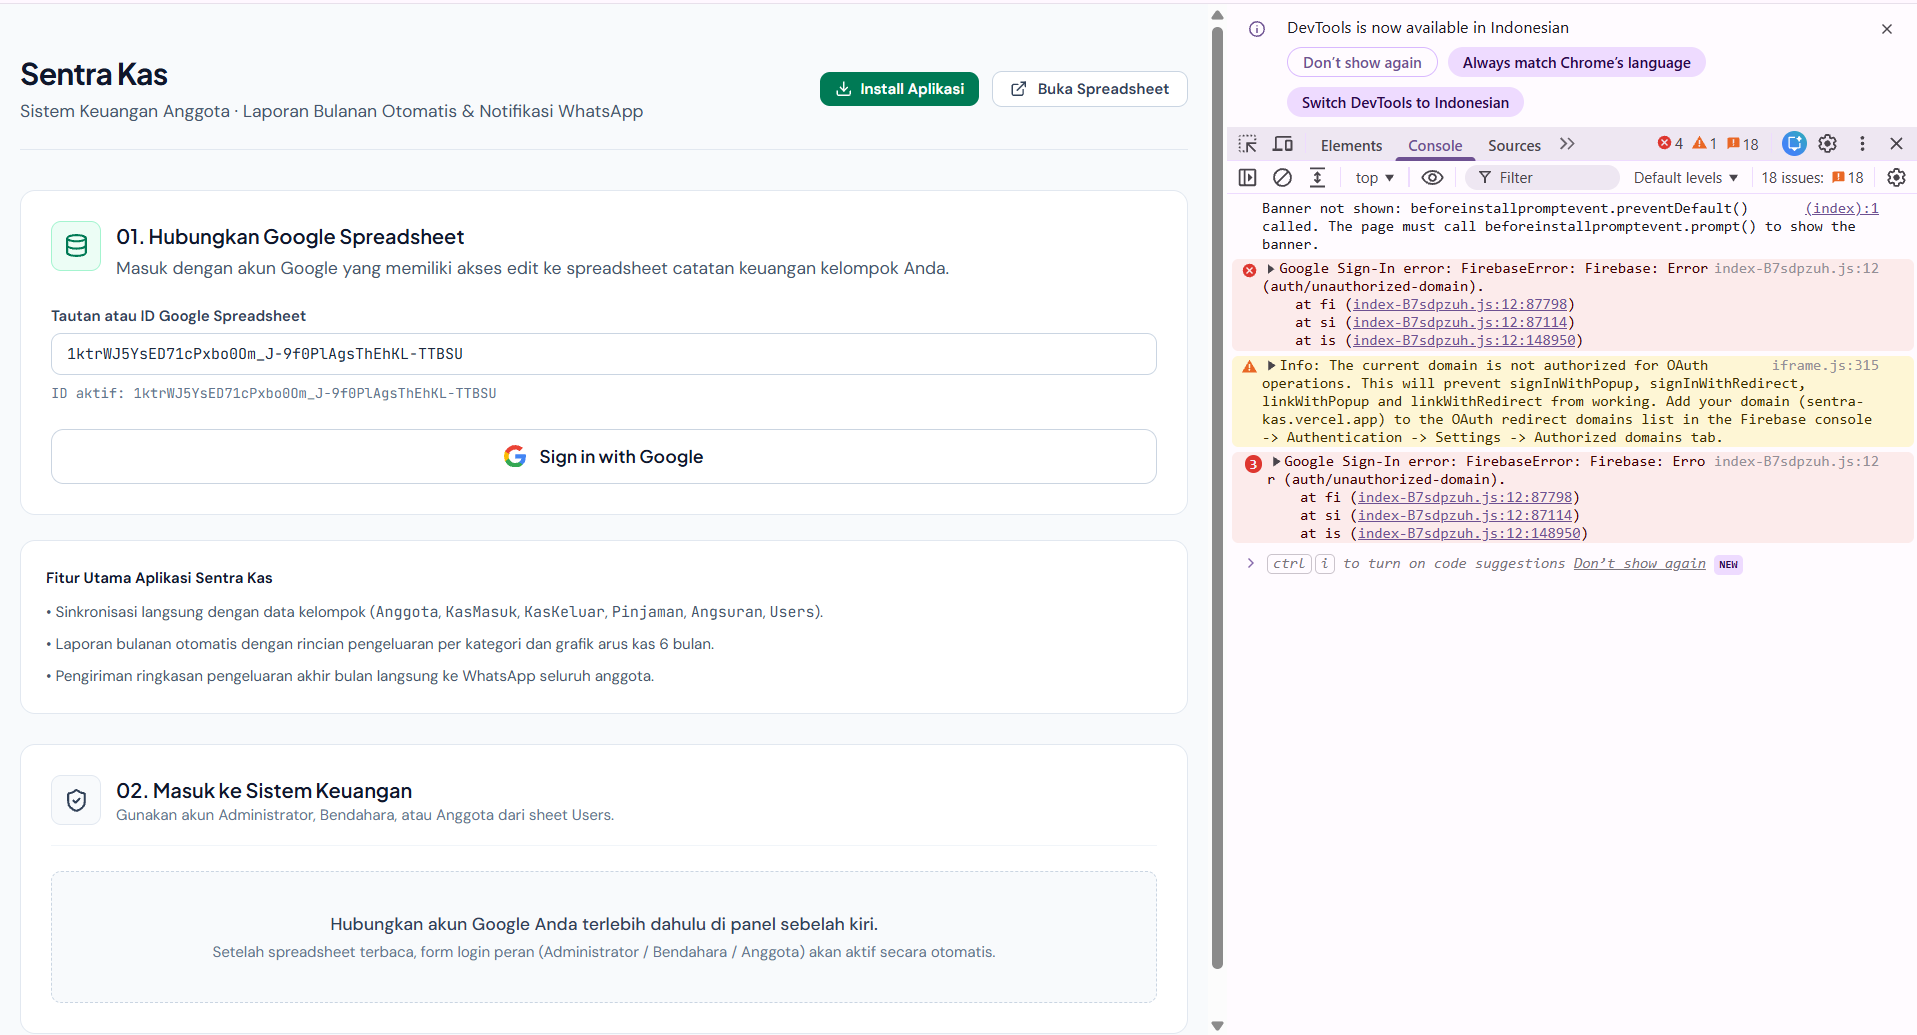 Sentra Kas
Sistem Keuangan Anggota · Laporan Bulanan Otomatis & Notifikasi WhatsApp
Install Aplikasi
Buka Spreadsheet
01. Hubungkan Google Spreadsheet
Masuk dengan akun Google yang memiliki akses edit ke spreadsheet catatan keuangan kelompok Anda.
Tautan atau ID Google Spreadsheet
1ktrWJ5YsED71cPxbo0Om_J-9f0PlAgsThEhKL-TTBSU
ID aktif: 1ktrWJ5YsED71cPxbo0Om_J-9f0PlAgsThEhKL-TTBSU
Sign in with Google
Fitur Utama Aplikasi Sentra Kas
• Sinkronisasi langsung dengan data kelompok (Anggota, KasMasuk, KasKeluar, Pinjaman, Angsuran, Users).
• Laporan bulanan otomatis dengan rincian pengeluaran per kategori dan grafik arus kas 6 bulan.
• Pengiriman ringkasan pengeluaran akhir bulan langsung ke WhatsApp seluruh anggota.
02. Masuk ke Sistem Keuangan
Gunakan akun Administrator, Bendahara, atau Anggota dari sheet Users.
Hubungkan akun Google Anda terlebih dahulu di panel sebelah kiri.
Setelah spreadsheet terbaca, form login peran (Administrator / Bendahara / Anggota) akan aktif secara otomatis.
DevTools is now available in Indonesian
Don't show again
Always match Chrome's language
Switch DevTools to Indonesian
Elements
Console
Sources
4
1
18
top
Filter
Default levels
18 issues:
18
Banner not shown: beforeinstallpromptevent.preventDefault() (index):1
called. The page must call beforeinstallpromptevent.prompt() to show the
banner.
Google Sign-In error: FirebaseError: Firebase: Error index-B7sdpzuh.js:12
(auth/unauthorized-domain).
at fi (index-B7sdpzuh.js:12:87798)
at si (index-B7sdpzuh.js:12:87114)
at is (index-B7sdpzuh.js:12:148950)
Info: The current domain is not authorized for OAuth iframe.js:315
operations. This will prevent signInWithPopup, signInWithRedirect,
linkWithPopup and linkWithRedirect from working. Add your domain (sentra-
kas.vercel.app) to the OAuth redirect domains list in the Firebase console
-> Authentication -> Settings -> Authorized domains tab.
3 Google Sign-In error: FirebaseError: Firebase: Erro index-B7sdpzuh.js:12
r (auth/unauthorized-domain).
at fi (index-B7sdpzuh.js:12:87798)
at si (index-B7sdpzuh.js:12:87114)
at is (index-B7sdpzuh.js:12:148950)
ctrl i to turn on code suggestions Don't show again NEW